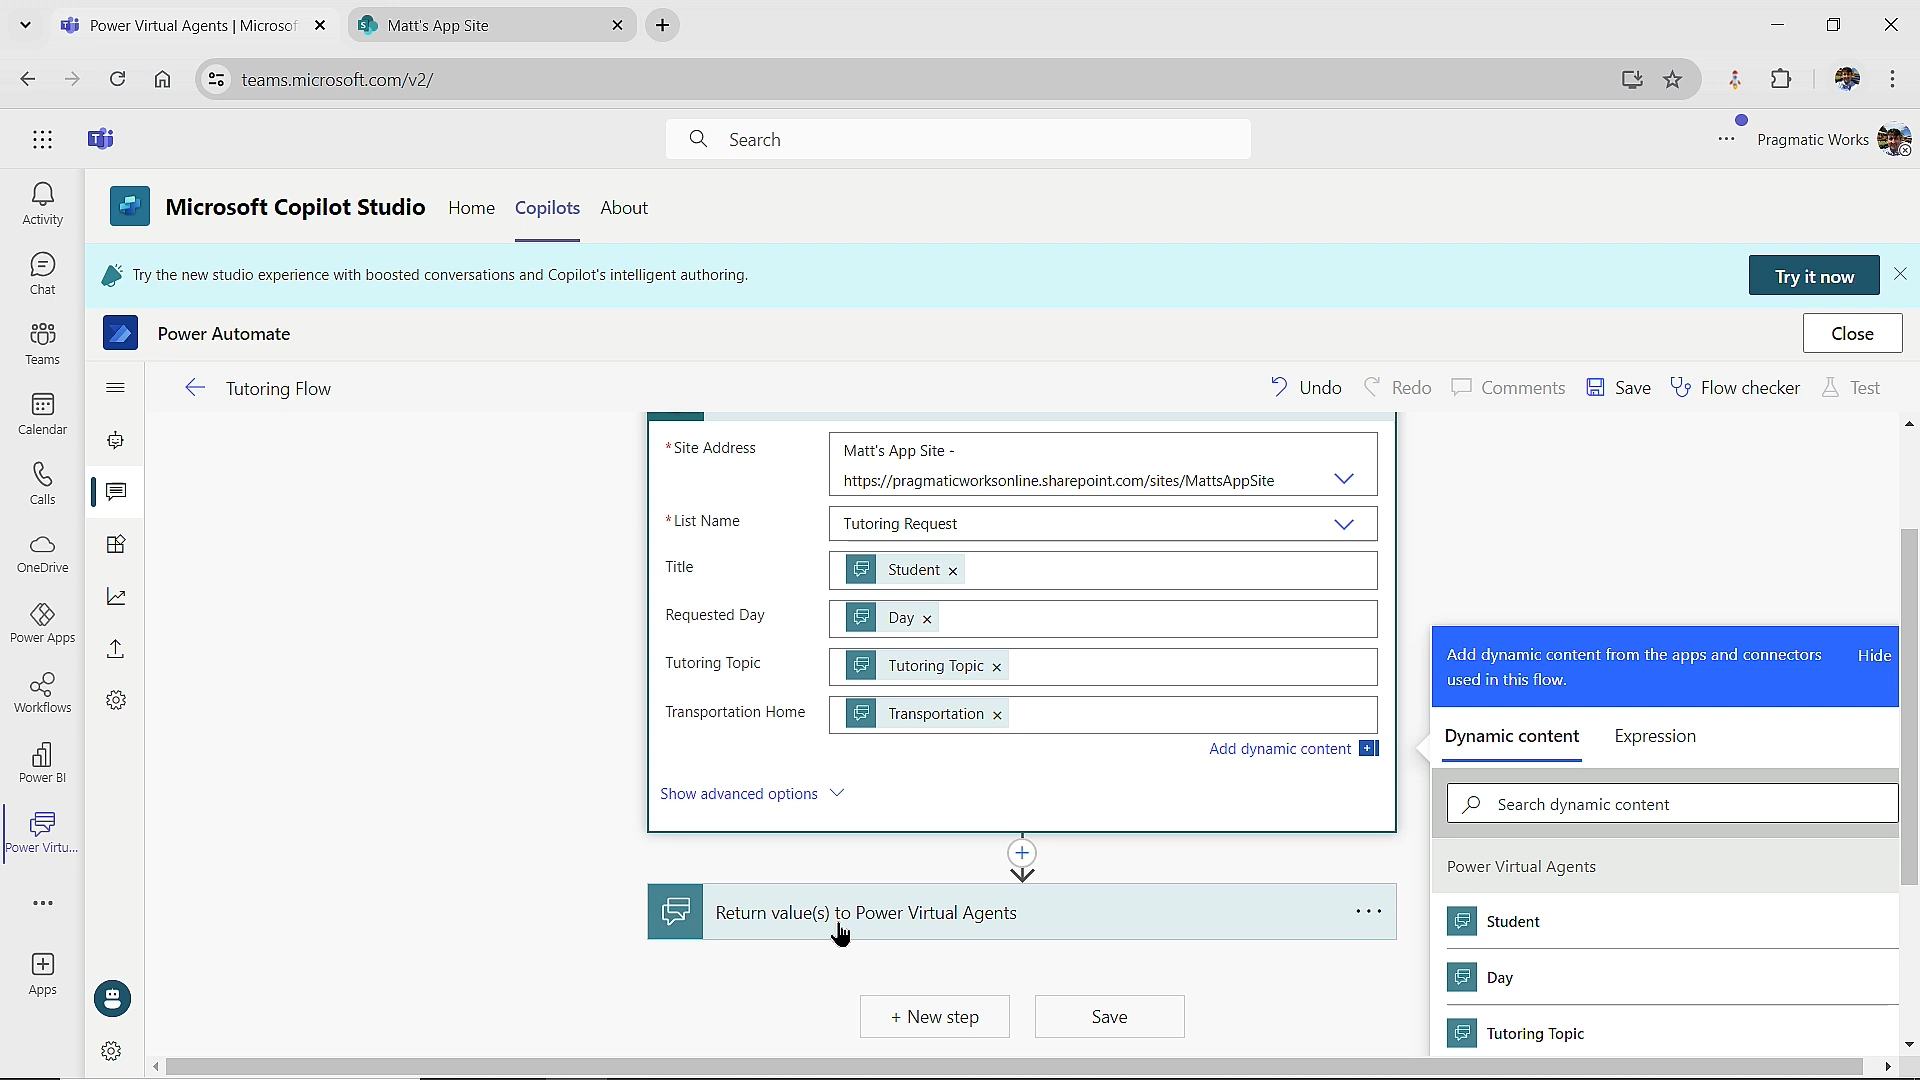 Power Virtual Agents | Microsof
Matt's App Site
teams.microsoft.com/v2/
Search
Pragmatic Works
Activity
Chat
Teams
Calendar
Calls
OneDrive
Power Apps
Workflows
Power BI
Power Virtu...
Apps
Microsoft Copilot Studio
Home
Copilots
About
Try the new studio experience with boosted conversations and Copilot's intelligent authoring.
Try it now
Power Automate
Close
Tutoring Flow
Undo
Redo
Comments
Save
Flow checker
Test
* Site Address
Matt's App Site -
https://pragmaticworksonline.sharepoint.com/sites/MattsAppSite
* List Name
Tutoring Request
Title
Student
Requested Day
Day
Tutoring Topic
Tutoring Topic
Transportation Home
Transportation
Add dynamic content
Show advanced options
Return value(s) to Power Virtual Agents
+ New step
Save
Add dynamic content from the apps and connectors
used in this flow.
Hide
Dynamic content
Expression
Search dynamic content
Power Virtual Agents
Student
Day
Tutoring Topic